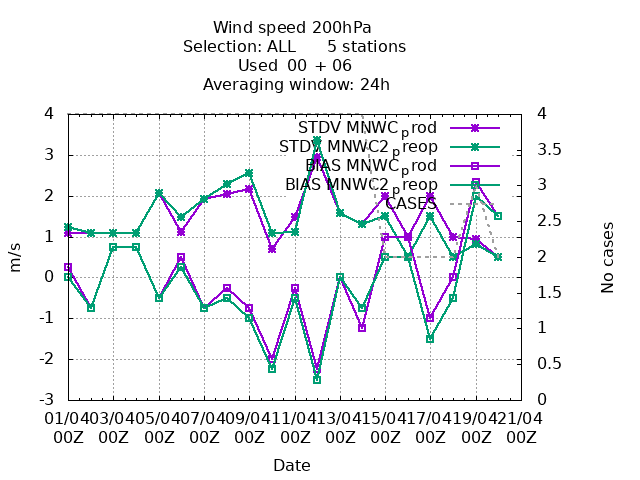 Wind speed 200hPa
Selection: ALL 5 stations
Used 00 + 06
Averaging window: 24h
STDV MNWC_prod
STDV MNWC2_preop
BIAS MNWC_prod
BIAS MNWC2_preop
CASES
4
3
2
1
0
-1
-2
-3
m/s
4
3.5
3
2.5
2
1.5
1
0.5
0
No cases
01/04 03/04 05/04 07/04 09/04 11/04 13/04 15/04 17/04 19/04 21/04
00Z 00Z 00Z 00Z 00Z 00Z 00Z 00Z 00Z 00Z 00Z
Date